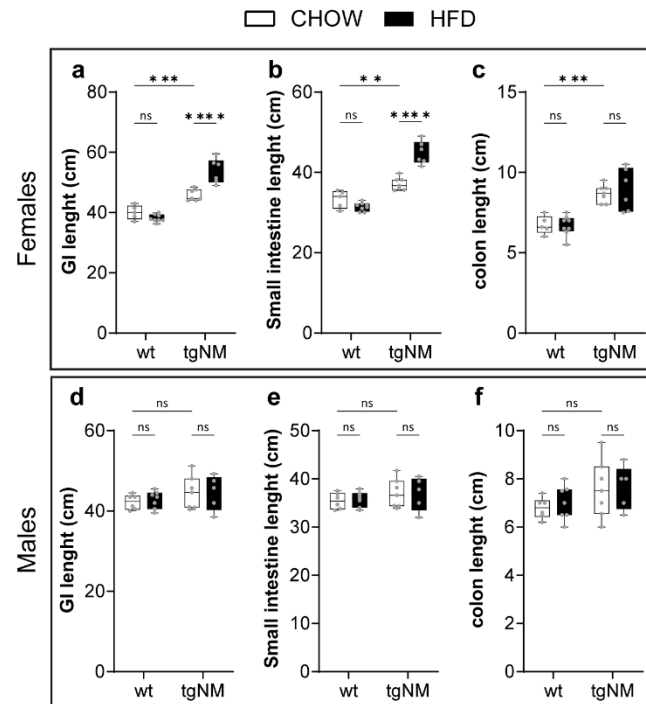 CHOW HFD
Females
a
* ***
ns
* *** *
GI lenght (cm)
80
60
40
20
0
wt tgNM
b
* *
ns
* *** *
Small intestine lenght (cm)
60
40
20
0
wt tgNM
c
* **
ns
ns
colon lenght (cm)
15
10
5
0
wt tgNM
Males
d
ns
ns
ns
GI lenght (cm)
60
40
20
0
wt tgNM
e
ns
ns
ns
Small intestine lenght (cm)
50
40
30
20
10
0
wt tgNM
f
ns
ns
ns
colon lenght (cm)
10
8
6
4
2
0
wt tgNM